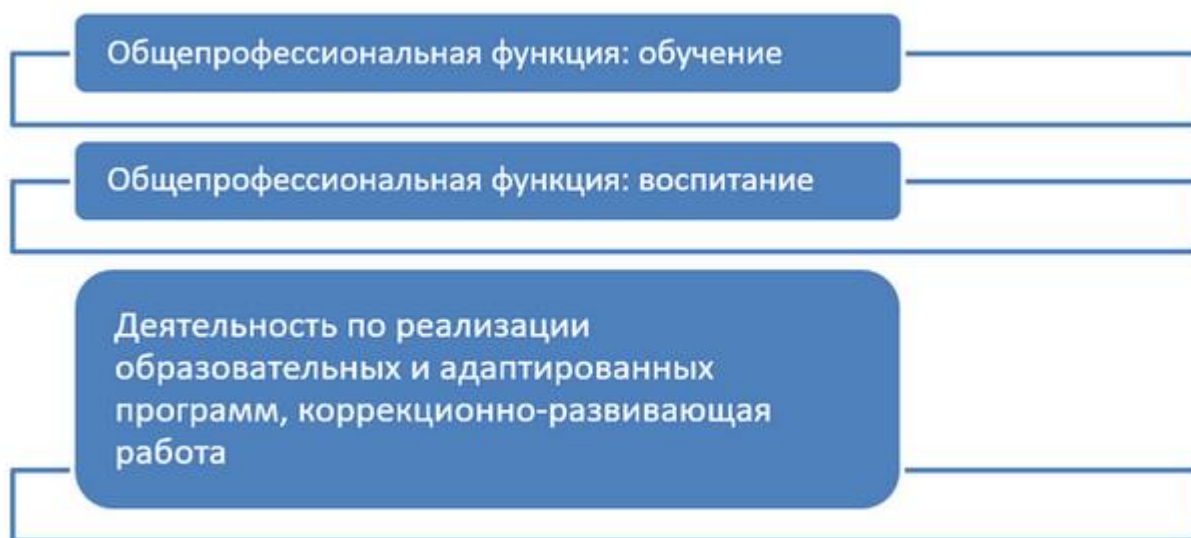 Общепрофессиональная функция: обучение
Общепрофессиональная функция: воспитание
Деятельность по реализации
образовательных и адаптированных
программ, коррекционно-развивающая
работа